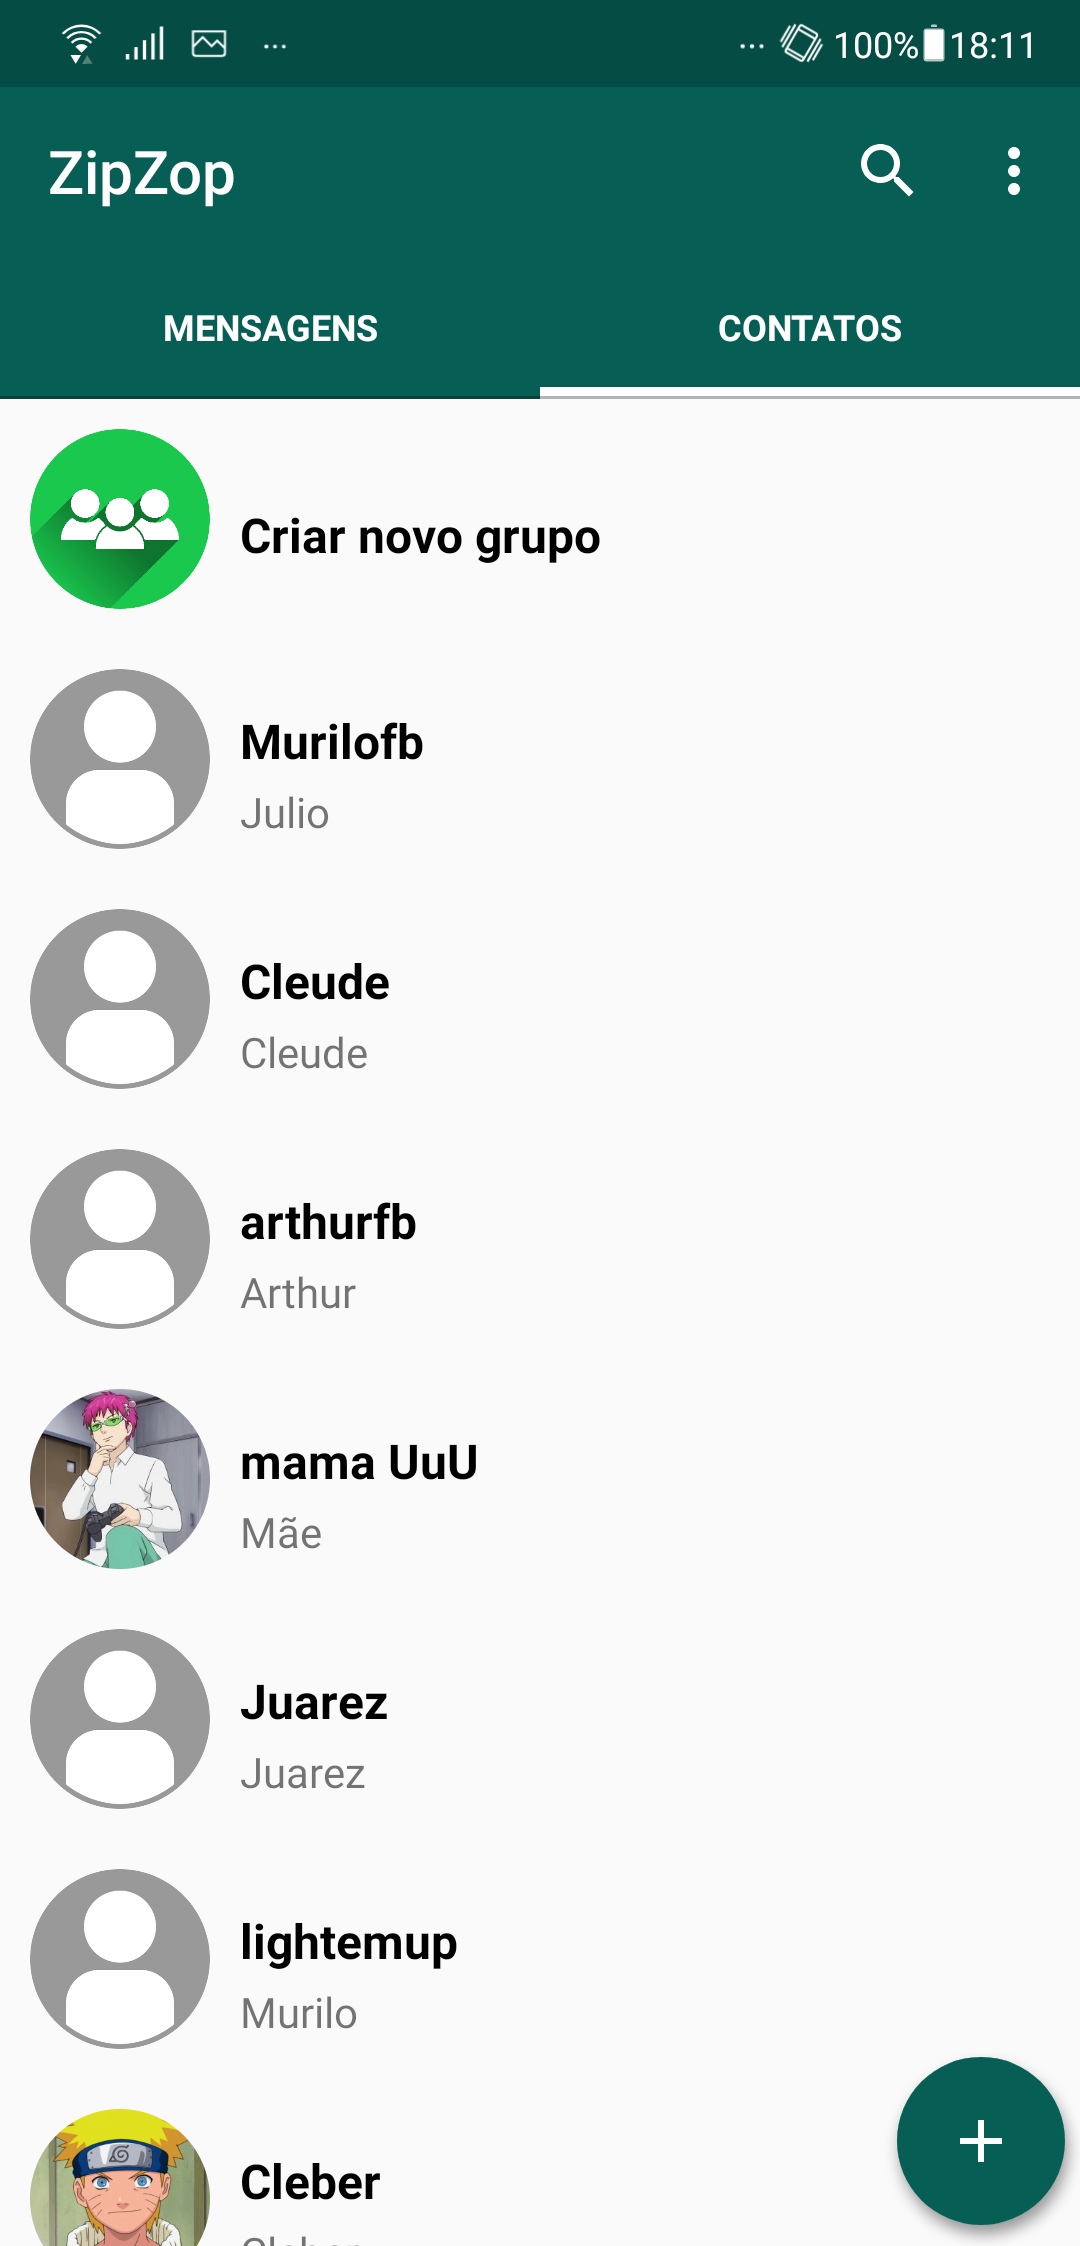 100% 18:11
ZipZop
MENSAGENS CONTATOS
Criar novo grupo
Murilofb
Julio
Cleude
Cleude
arthurfb
Arthur
mama UuU
Mãe
Juarez
Juarez
lightemup
Murilo
Cleber